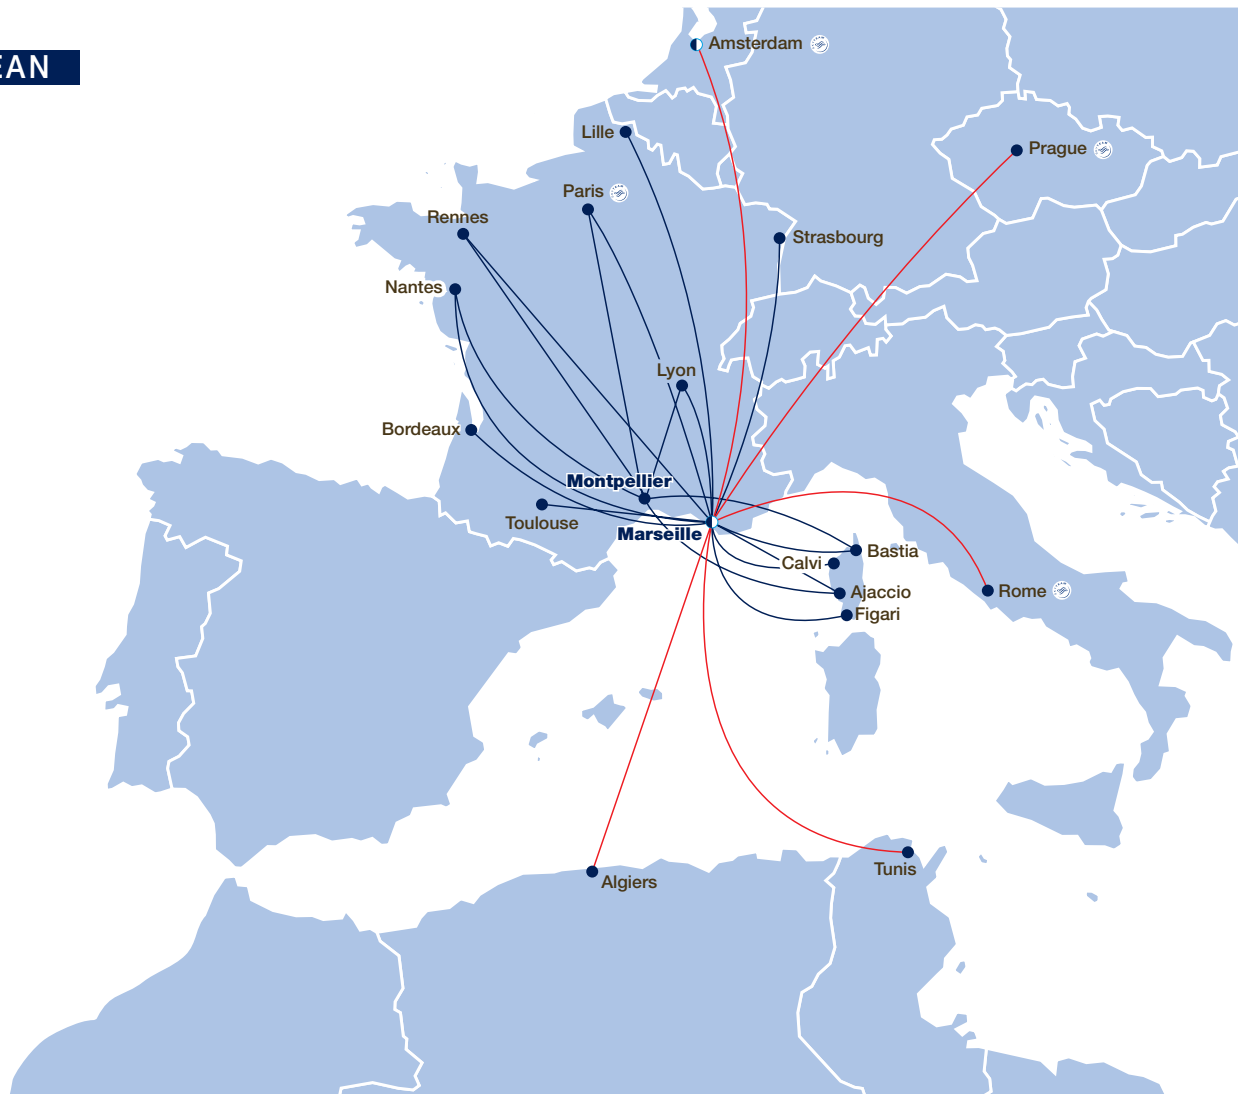 EAN
Amsterdam
Lille
Prague
Paris
Rennes
Strasbourg
Nantes
Lyon
Bordeaux
Montpellier
Toulouse
Marseille
Bastia
Calvi
Ajaccio
Rome
Figari
Tunis
Algiers